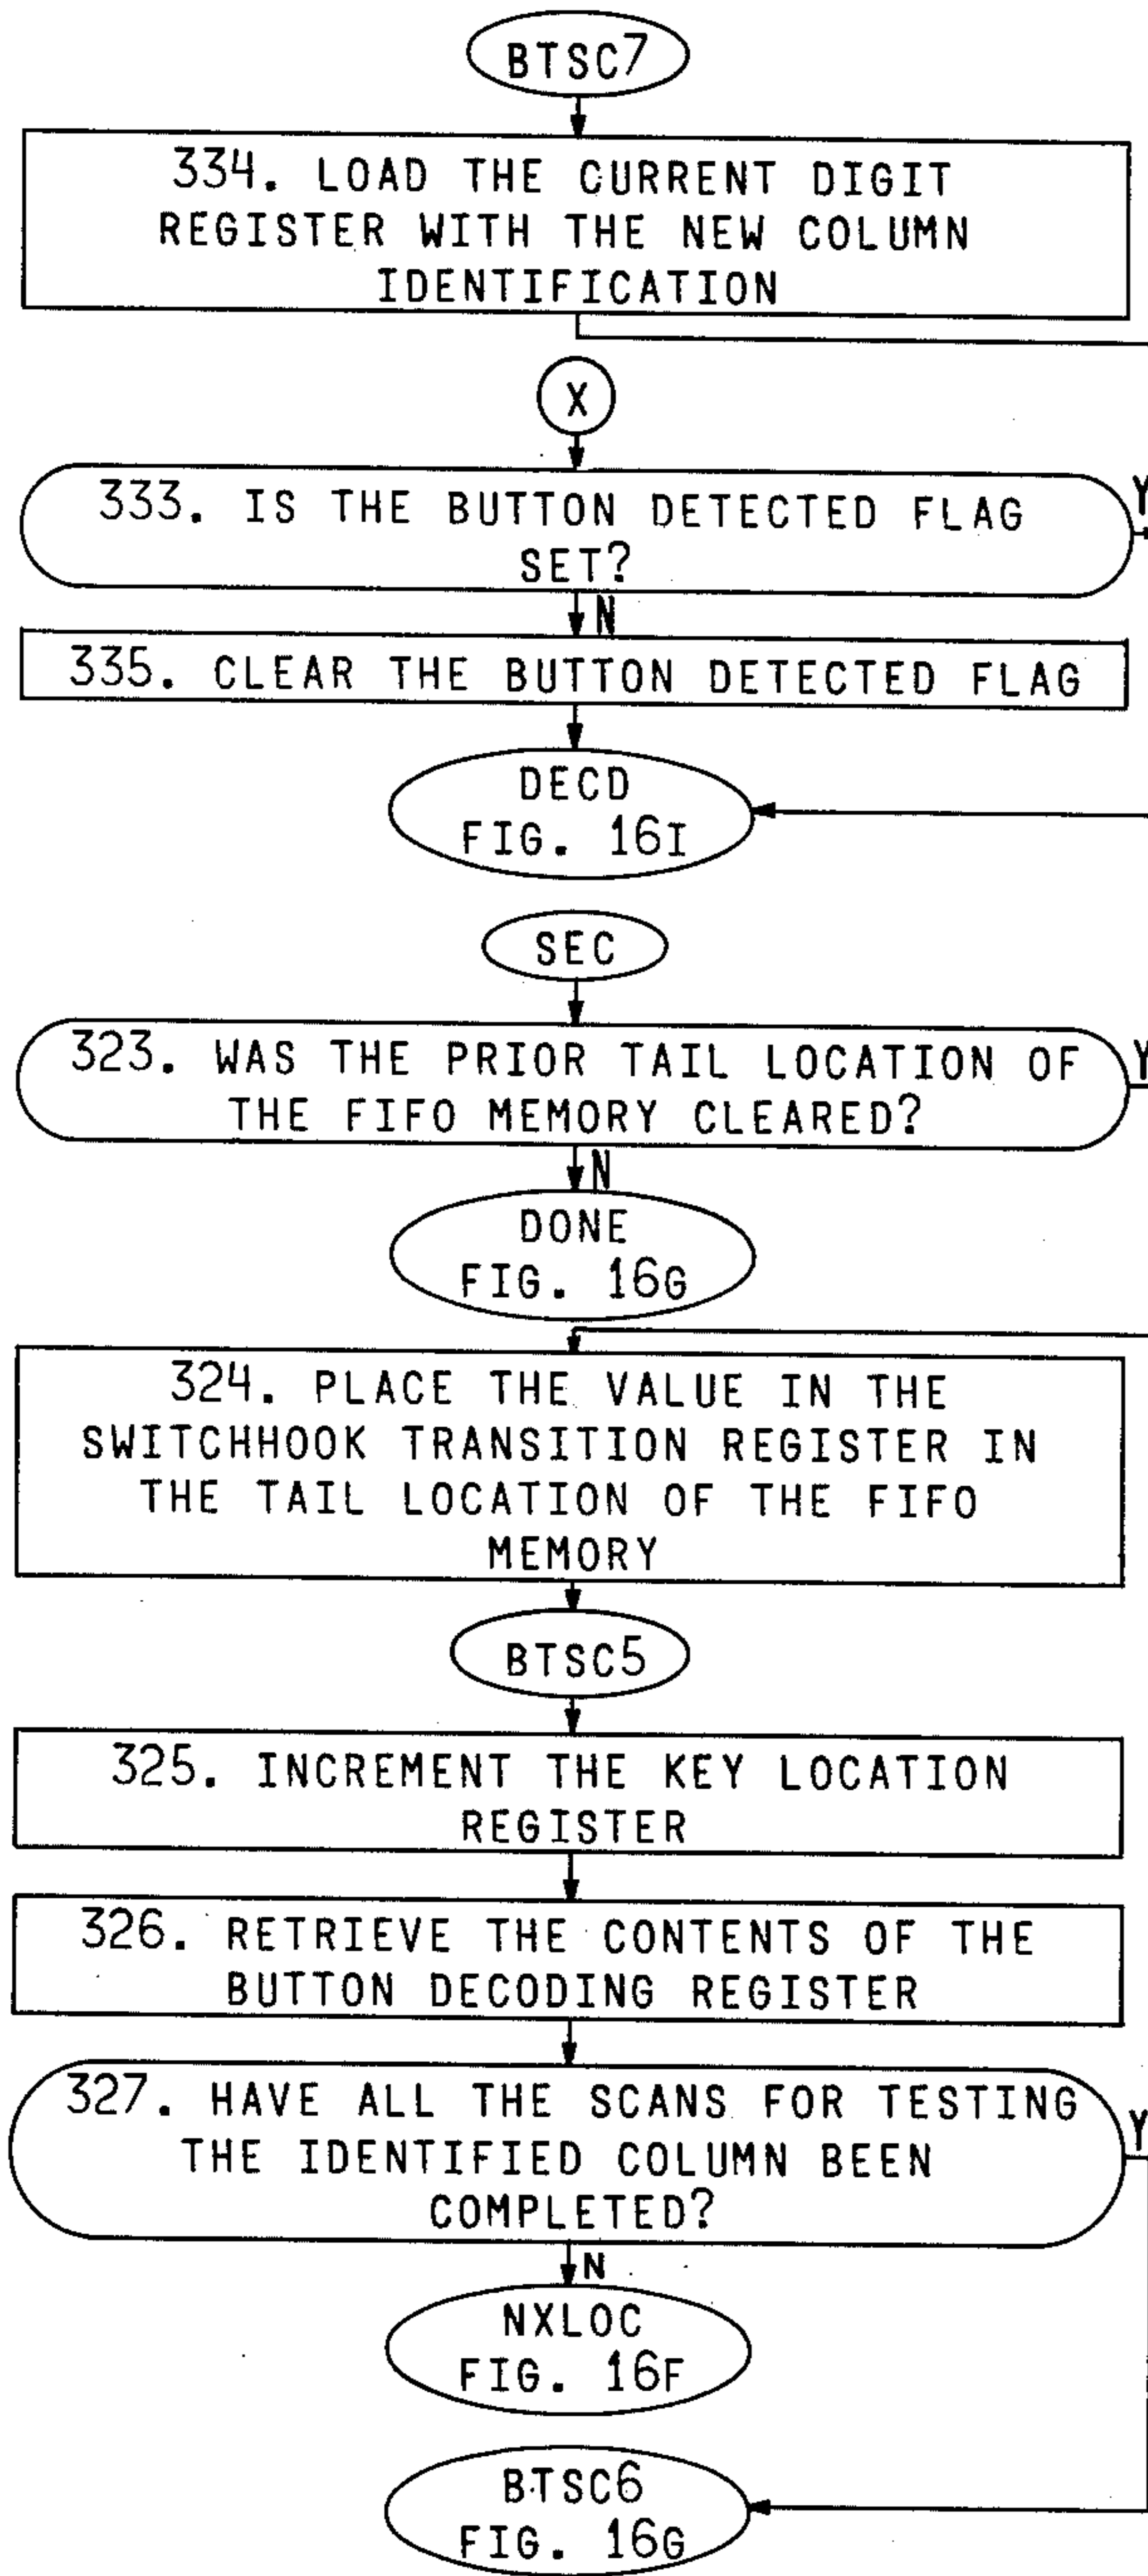 BTSC7
334. LOAD THE CURRENT DIGIT
REGISTER WITH THE NEW COLUMN
IDENTIFICATION
X
333. IS THE BUTTON DETECTED FLAG
SET?
Y
N
335. CLEAR THE BUTTON DETECTED FLAG
DECD
FIG. 16I
SEC
323. WAS THE PRIOR TAIL LOCATION OF
THE FIFO MEMORY CLEARED?
Y
N
DONE
FIG. 16G
324. PLACE THE VALUE IN THE
SWITCHHOOK TRANSITION REGISTER IN
THE TAIL LOCATION OF THE FIFO
MEMORY
BTSC5
325. INCREMENT THE KEY LOCATION
REGISTER
326. RETRIEVE THE CONTENTS OF THE
BUTTON DECODING REGISTER
327. HAVE ALL THE SCANS FOR TESTING
THE IDENTIFIED COLUMN BEEN
COMPLETED?
Y
N
NXLOC
FIG. 16F
BTSC6
FIG. 16G